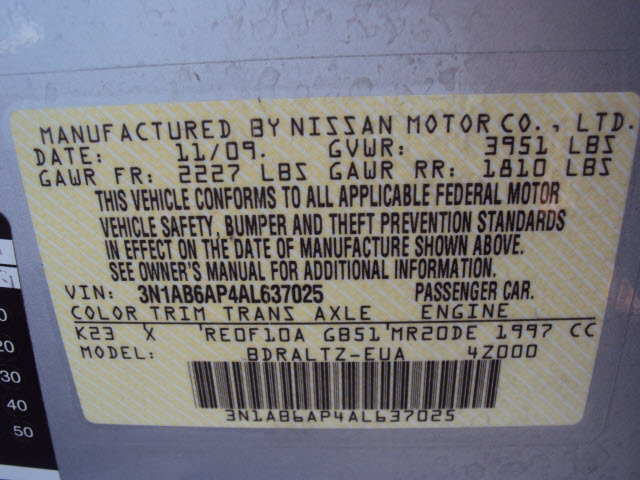 MANUFACTURED BY NISSAN MOTOR CO., LTD.
DATE: 11/09. GVWR: 3951 LBS
GAWR FR: 2227 LBS GAWR RR: 1810 LBS
THIS VEHICLE CONFORMS TO ALL APPLICABLE FEDERAL MOTOR
VEHICLE SAFETY, BUMPER AND THEFT PREVENTION STANDARDS
IN EFFECT ON THE DATE OF MANUFACTURE SHOWN ABOVE.
SEE OWNER'S MANUAL FOR ADDITIONAL INFORMATION.
VIN: 3N1AB6AP4AL637025 PASSENGER CAR.
COLOR TRIM TRANS AXLE ENGINE
K23 X RE0F10A GB51 MR20DE 1997 CC
MODEL: BDRALTZ-EUA 4Z000
3N1AB6AP4AL637025
20
30
40
50